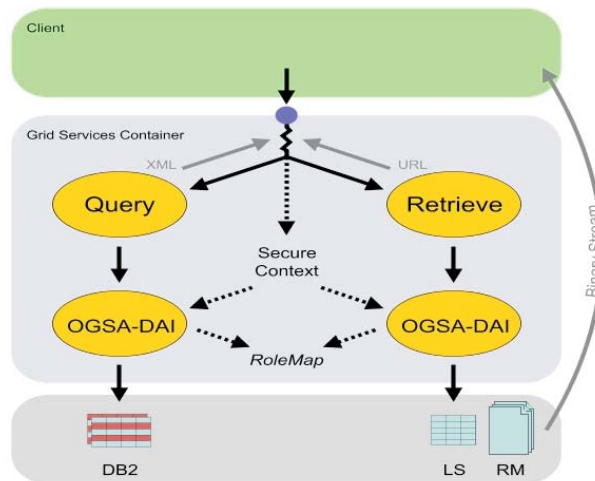 Client
Grid Services Container
XML
URL
Query
Retrieve
Secure
Context
OGSA-DAI
OGSA-DAI
RoleMap
Binary Stream
DB2
LS
RM